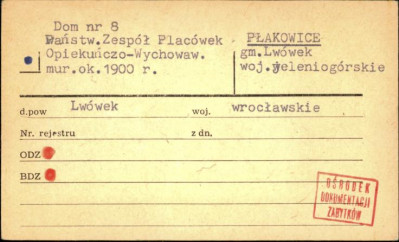 Dom nr 8
Państw.Zespół Placówek
Opiekuńczo-Wychowaw.
mur.ok.1900 r.
PŁAKOWICE
gm.Lwówek
woj.jeleniogórskie
d.pow Lwówek woj. wrocławskie
Nr. rejestru z dn.
ODZ
BDZ
OŚRODEK
DOKUMENTACJI
ZABYTKÓW